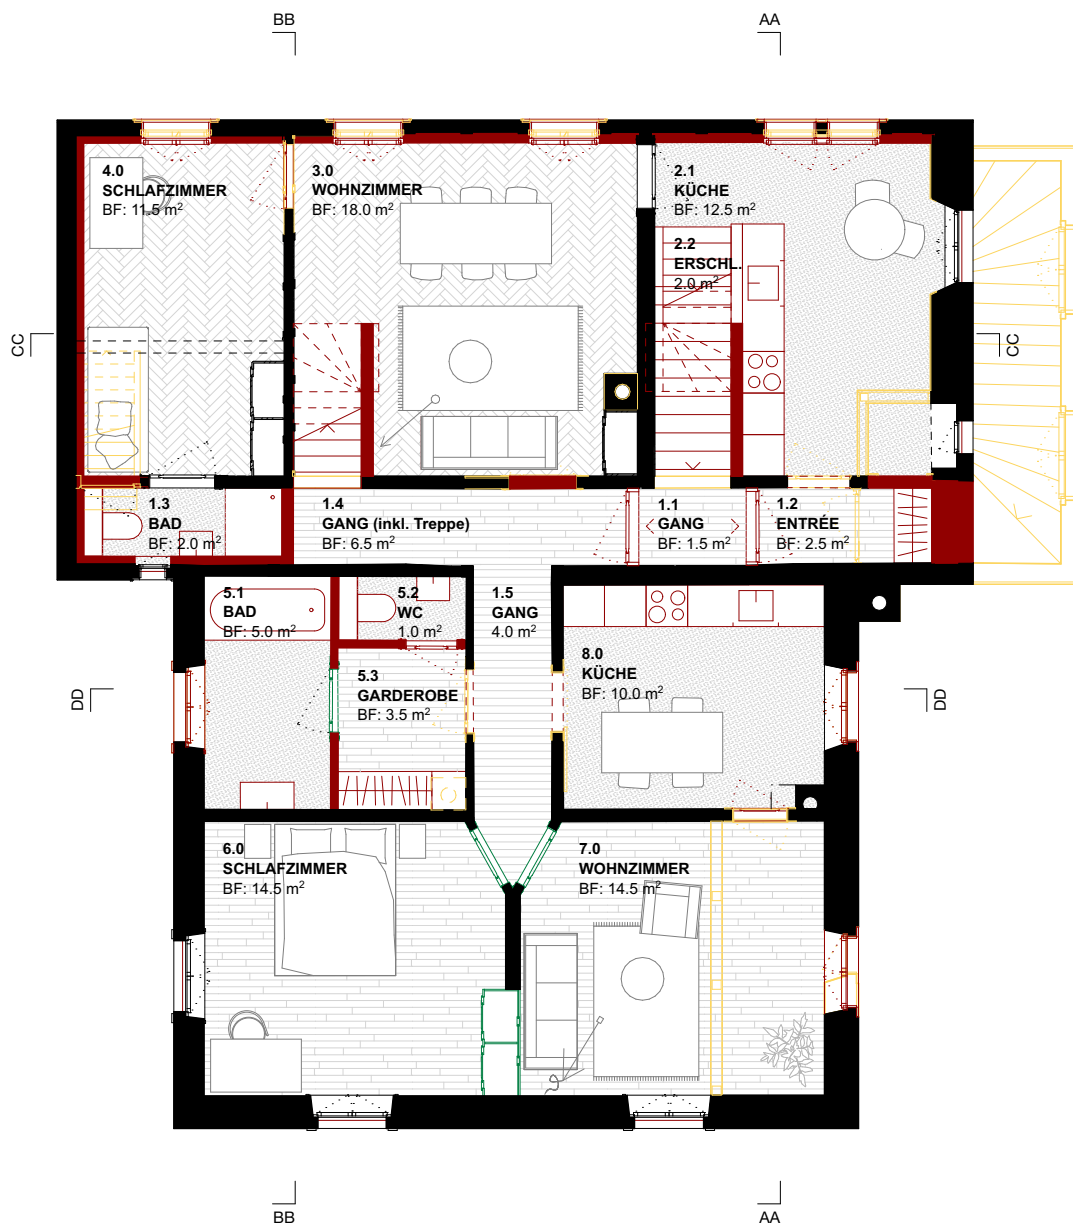 BB
AA
4.0
SCHLAFZIMMER
BF: 11.5 m²
3.0
WOHNZIMMER
BF: 18.0 m²
2.1
KÜCHE
BF: 12.5 m²
2.2
ERSCHL.
2.0 m²
CC
CC
1.3
BAD
BF: 2.0 m²
1.4
GANG (inkl. Treppe)
BF: 6.5 m²
1.1
GANG
BF: 1.5 m²
1.2
ENTRÉE
BF: 2.5 m²
5.1
BAD
BF: 5.0 m²
5.2
WC
1.0 m²
1.5
GANG
4.0 m²
5.3
GARDEROBE
BF: 3.5 m²
8.0
KÜCHE
BF: 10.0 m²
DD
DD
6.0
SCHLAFZIMMER
BF: 14.5 m²
7.0
WOHNZIMMER
BF: 14.5 m²
BB
AA